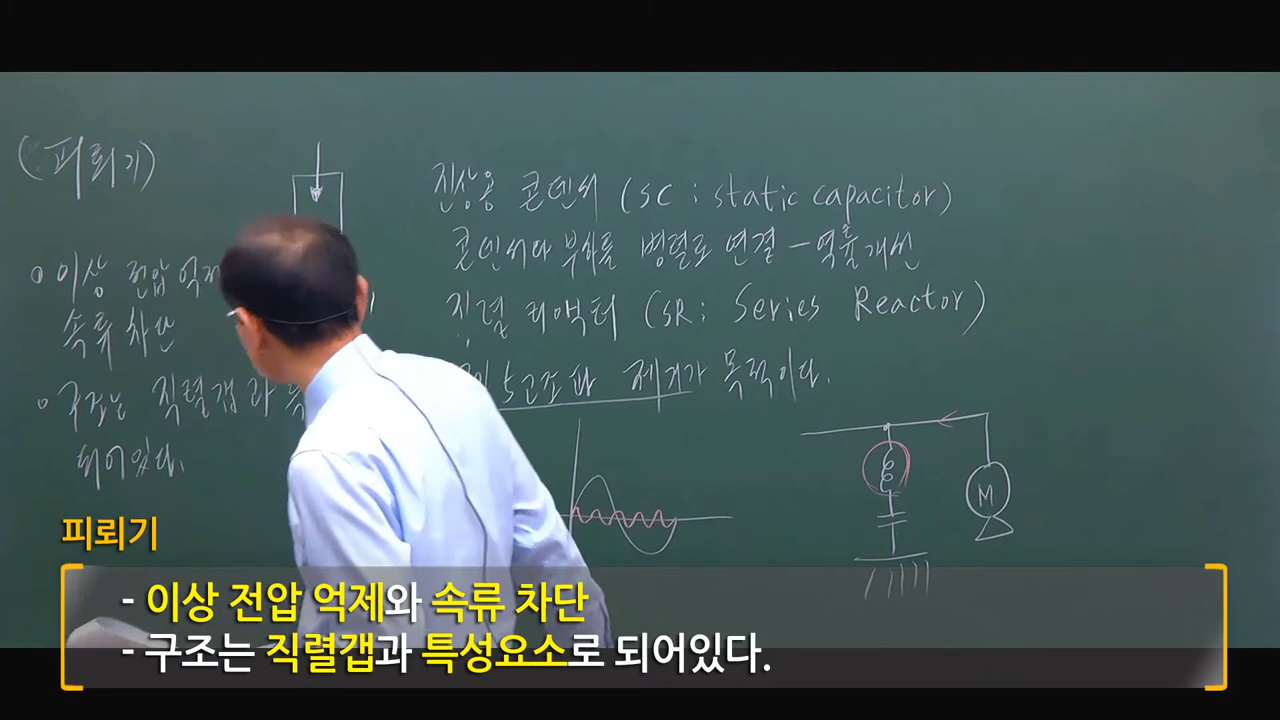 (피뢰기)
o 이상 전압 억제
속류 차단
o 구조는 직렬갭과 특
되어있다.
진상용 콘덴서 (SC : static capacitor)
콘덴서와 부하를 병렬로 연결 - 역률개선
직렬 리액터 (SR : Series Reactor)
제5고조파 제거가 목적이다.
M
피뢰기
- 이상 전압 억제와 속류 차단
- 구조는 직렬갭과 특성요소로 되어있다.